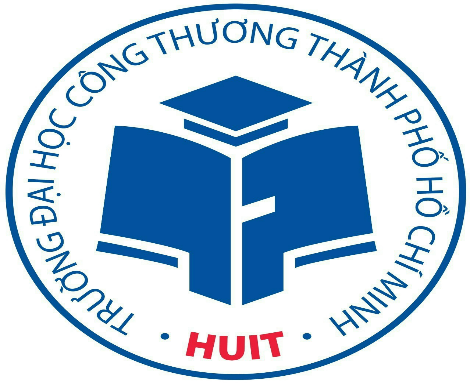 TRƯỜNG ĐẠI HỌC CÔNG THƯƠNG THÀNH PHỐ HỒ CHÍ MINH
HUIT